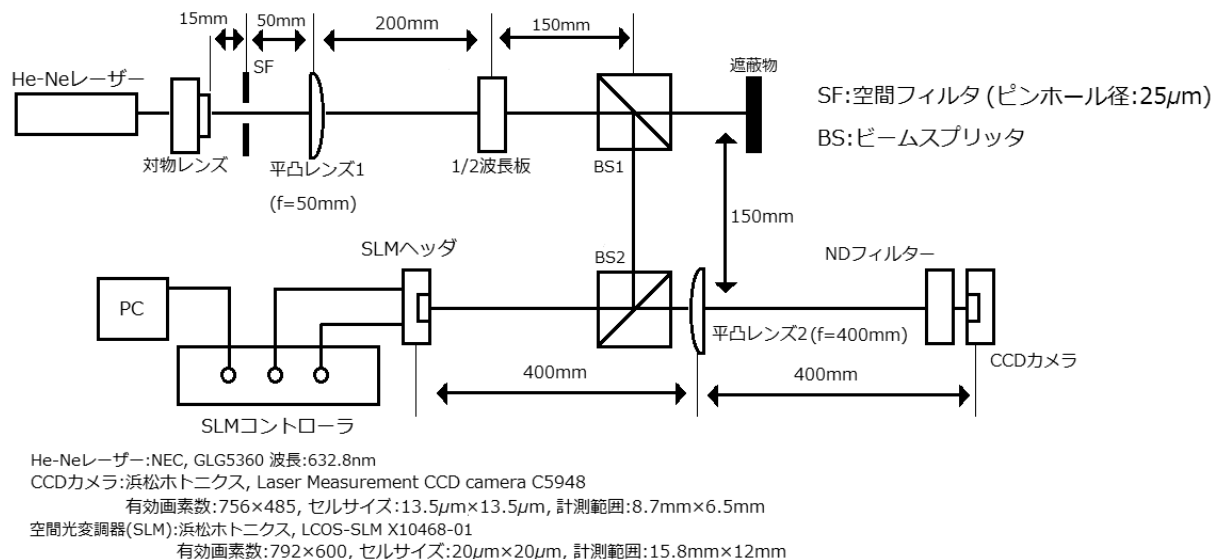 15mm
50mm
200mm
150mm
He-Neレーザー
SF
遮蔽物
SF:空間フィルタ (ピンホール径:25μm)
BS:ビームスプリッタ
対物レンズ
平凸レンズ1
(f=50mm)
1/2波長板
BS1
150mm
SLMヘッダ
BS2
NDフィルター
PC
平凸レンズ2 (f=400mm)
CCDカメラ
400mm
400mm
SLMコントローラ
He-Neレーザー:NEC, GLG5360 波長:632.8nm
CCDカメラ:浜松ホトニクス, Laser Measurement CCD camera C5948
有効画素数:756×485, セルサイズ:13.5μm×13.5μm, 計測範囲:8.7mm×6.5mm
空間光変調器(SLM):浜松ホトニクス, LCOS-SLM X10468-01
有効画素数:792×600, セルサイズ:20μm×20μm, 計測範囲:15.8mm×12mm